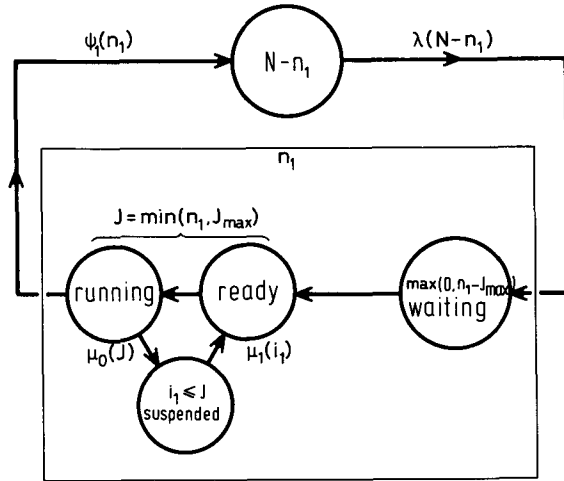 ψ₁(n₁)
λ(N-n₁)
N-n₁
n₁
J=min(n₁,Jmax)
running
ready
max(0,n₁-Jmax)
waiting
μ₀(J)
μ₁(i₁)
i₁≤J
suspended